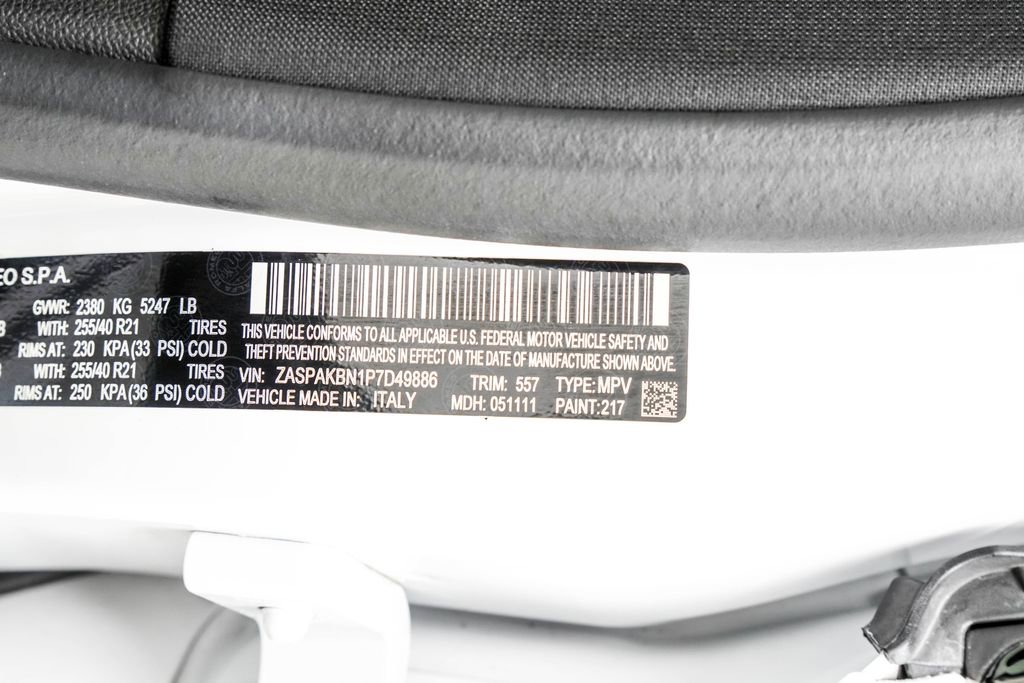 EO S.P.A.
GVWR: 2380 KG 5247 LB
WITH: 255/40 R21 TIRES
RIMS AT: 230 KPA (33 PSI) COLD
WITH: 255/40 R21 TIRES
RIMS AT: 250 KPA (36 PSI) COLD
THIS VEHICLE CONFORMS TO ALL APPLICABLE U.S. FEDERAL MOTOR VEHICLE SAFETY AND
THEFT PREVENTION STANDARDS IN EFFECT ON THE DATE OF MANUFACTURE SHOWN ABOVE.
VIN: ZASPAKBN1P7D49886 TRIM: 557 TYPE: MPV
VEHICLE MADE IN: ITALY MDH: 051111 PAINT: 217